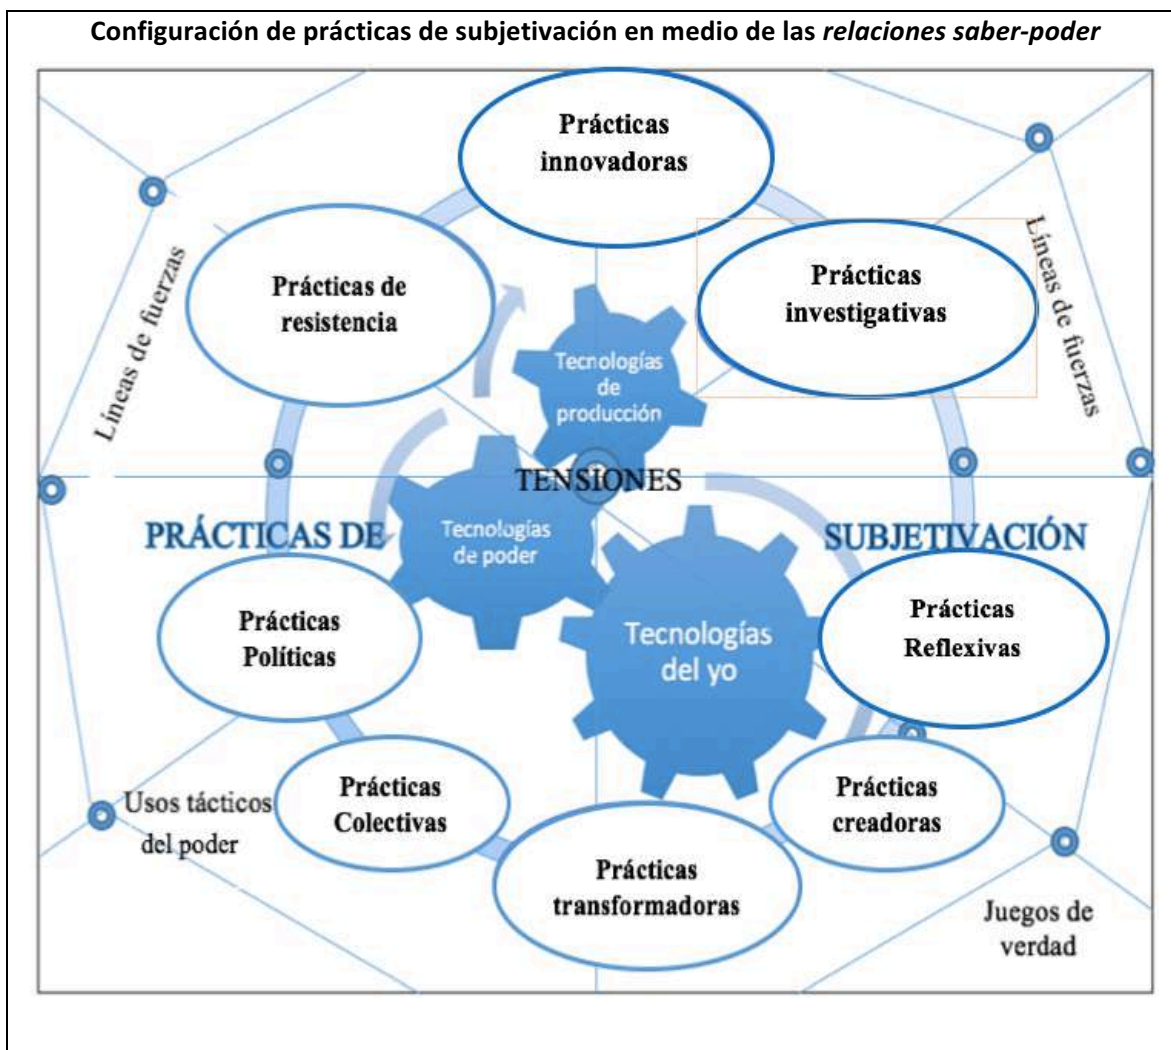 Configuración de prácticas de subjetivación en medio de las relaciones saber-poder
Prácticas
innovadoras
Prácticas de
resistencia
Prácticas
investigativas
Líneas de fuerzas
Líneas de fuerzas
Tecnologías
de
producción
TENSIONES
PRÁCTICAS DE
Tecnologías
de poder
SUBJETIVACIÓN
Prácticas
Políticas
Tecnologías
del yo
Prácticas
Reflexivas
Usos tácticos
del poder
Prácticas
Colectivas
Prácticas
creadoras
Prácticas
transformadoras
Juegos de
verdad